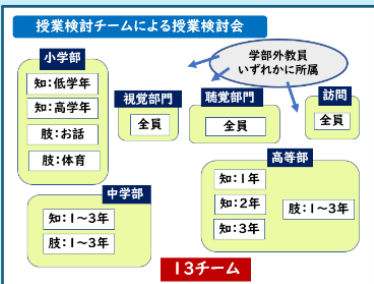 授業検討チームによる授業検討会
学部外教員
いずれかに所属
小学部
知:低学年
知:高学年
肢:お話
肢:体育
視覚部門
全員
聴覚部門
全員
訪問
全員
中学部
知:1~3年
肢:1~3年
高等部
知:1年
知:2年
知:3年
肢:1~3年
13チーム